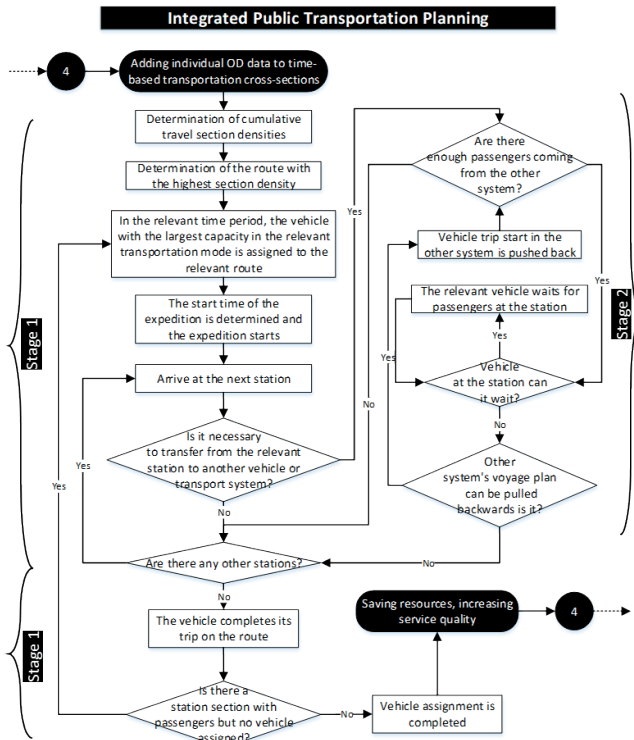 Integrated Public Transportation Planning
4
Adding individual OD data to time-
based transportation cross-sections
Determination of cumulative
travel section densities
Determination of the route with
the highest section density
In the relevant time period, the vehicle
with the largest capacity in the relevant
transportation mode is assigned to the
relevant route
The start time of the
expedition is determined and
the expedition starts
Arrive at the next station
Is it necessary
to transfer from the relevant
station to another vehicle or
transport system?
Yes
No
Are there any other stations?
Yes
No
The vehicle completes its
trip on the route
Is there a
station section with
passengers but no vehicle
assigned?
Yes
No
Vehicle assignment is
completed
Saving resources, increasing
service quality
4
Stage 1
Stage 1
Are there
enough passengers coming
from the other
system?
Yes
No
Vehicle trip start in the
other system is pushed back
The relevant vehicle waits for
passengers at the station
Yes
Vehicle
at the station can
it wait?
No
Other
system's voyage plan
can be pulled
backwards is it?
Yes
No
Stage 2